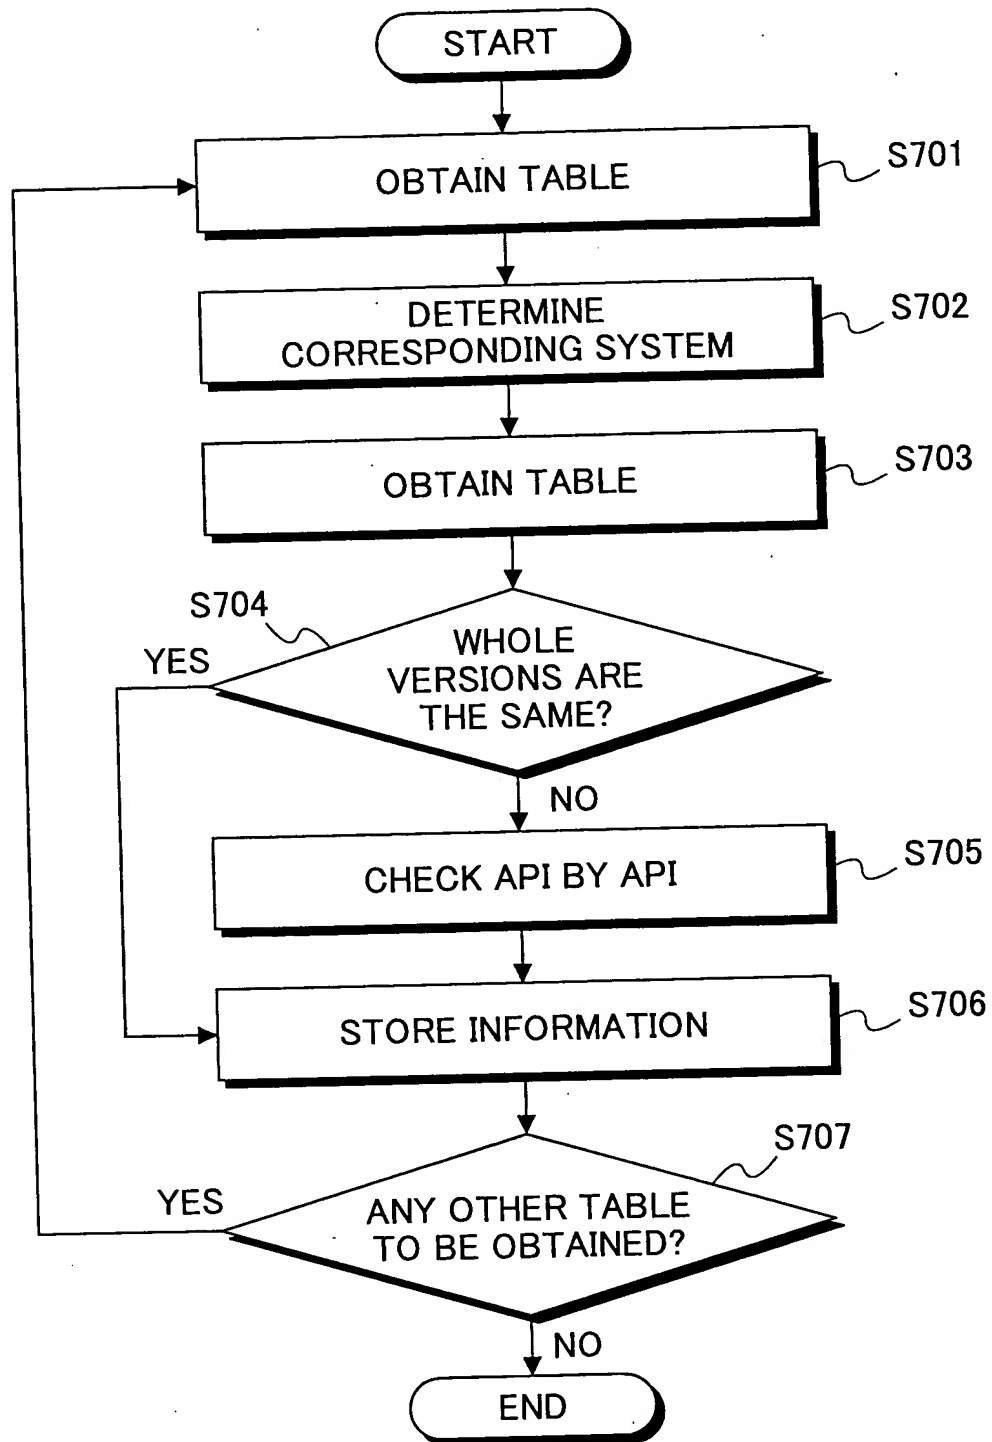 START
OBTAIN TABLE
S701
DETERMINE
CORRESPONDING SYSTEM
S702
OBTAIN TABLE
S703
S704
YES
WHOLE
VERSIONS ARE
THE SAME?
NO
CHECK API BY API
S705
STORE INFORMATION
S706
S707
YES
ANY OTHER TABLE
TO BE OBTAINED?
NO
END